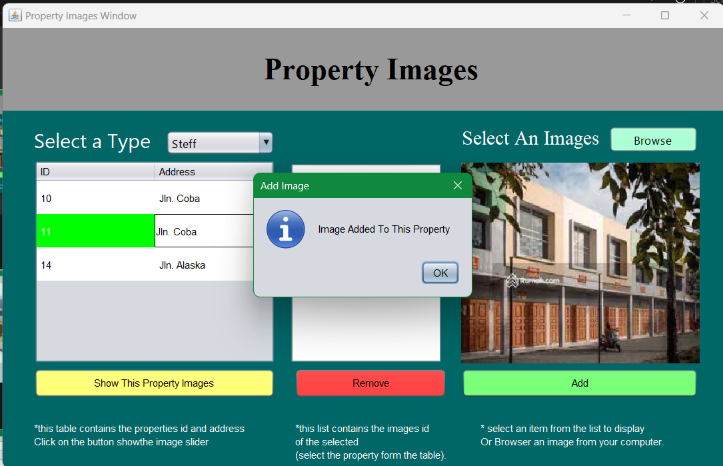 Property Images Window
Property Images
Select a Type
Steff
Select An Images
Browse
ID Address
10 Jln. Coba
11 Jln. Coba
14 Jln. Alaska
Add Image
Image Added To This Property
OK
Show This Property Images
Remove
Add
*this table contains the properties id and address
Click on the button showthe image slider
*this list contains the images id
of the selected
(select the property form the table).
* select an item from the list to display
Or Browser an image from your computer.